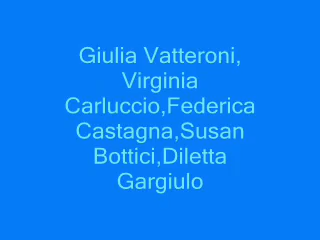 Giulia Vatteroni,
Virginia
Carluccio,Federica
Castagna,Susan
Bottici,Diletta
Gargiulo